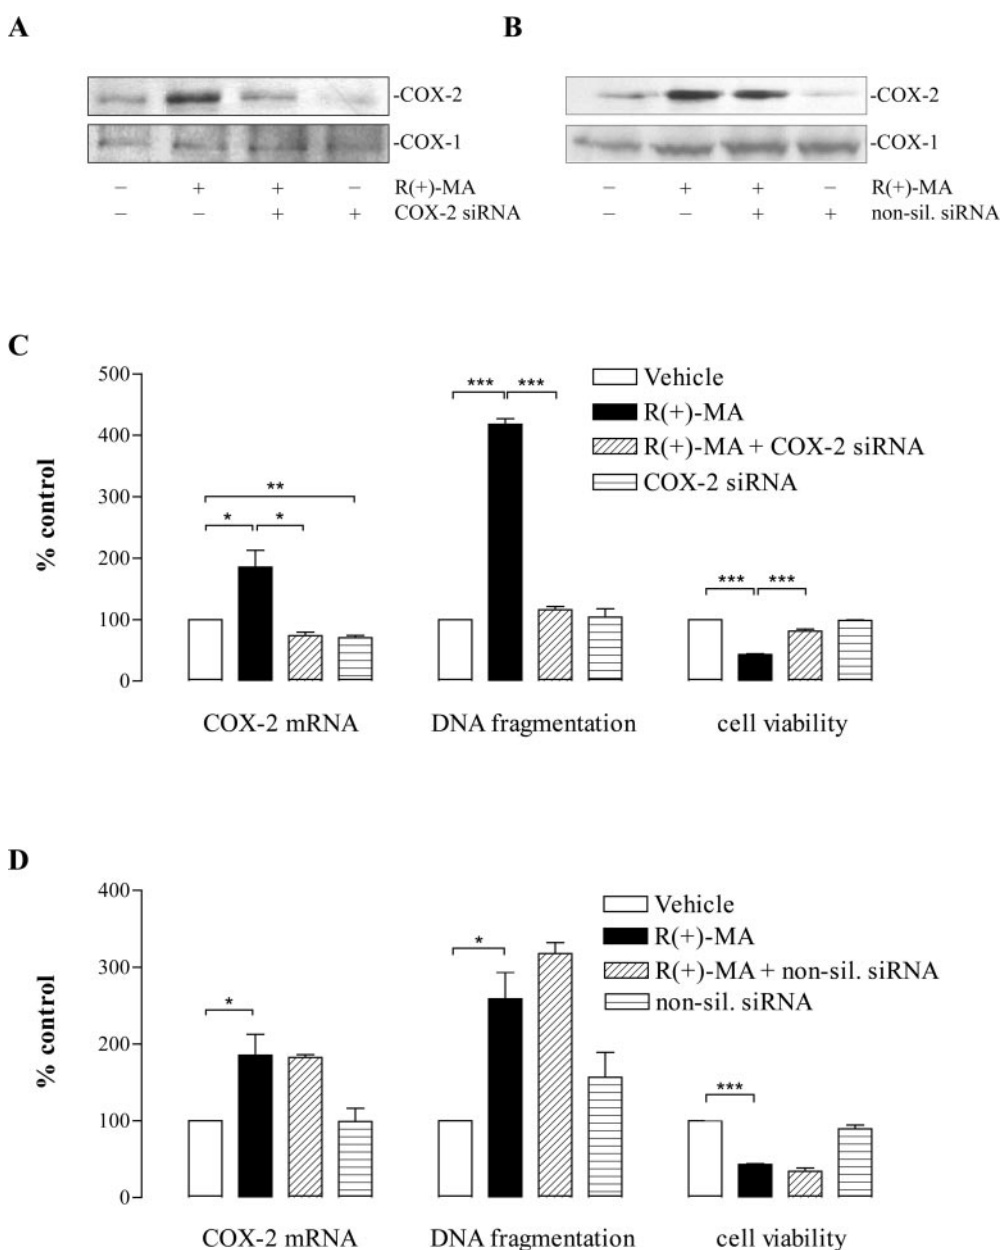 A
B
-COX-2
-COX-1
− + + − R(+)-MA
− − + + COX-2 siRNA
-COX-2
-COX-1
− + + − R(+)-MA
− − + + non-sil. siRNA
C
% control
500
400
300
200
100
0
Vehicle
R(+)-MA
R(+)-MA + COX-2 siRNA
COX-2 siRNA
*** ***
**
* *
*** ***
COX-2 mRNA DNA fragmentation cell viability
D
% control
400
300
200
100
0
Vehicle
R(+)-MA
R(+)-MA + non-sil. siRNA
non-sil. siRNA
*
*
***
COX-2 mRNA DNA fragmentation cell viability